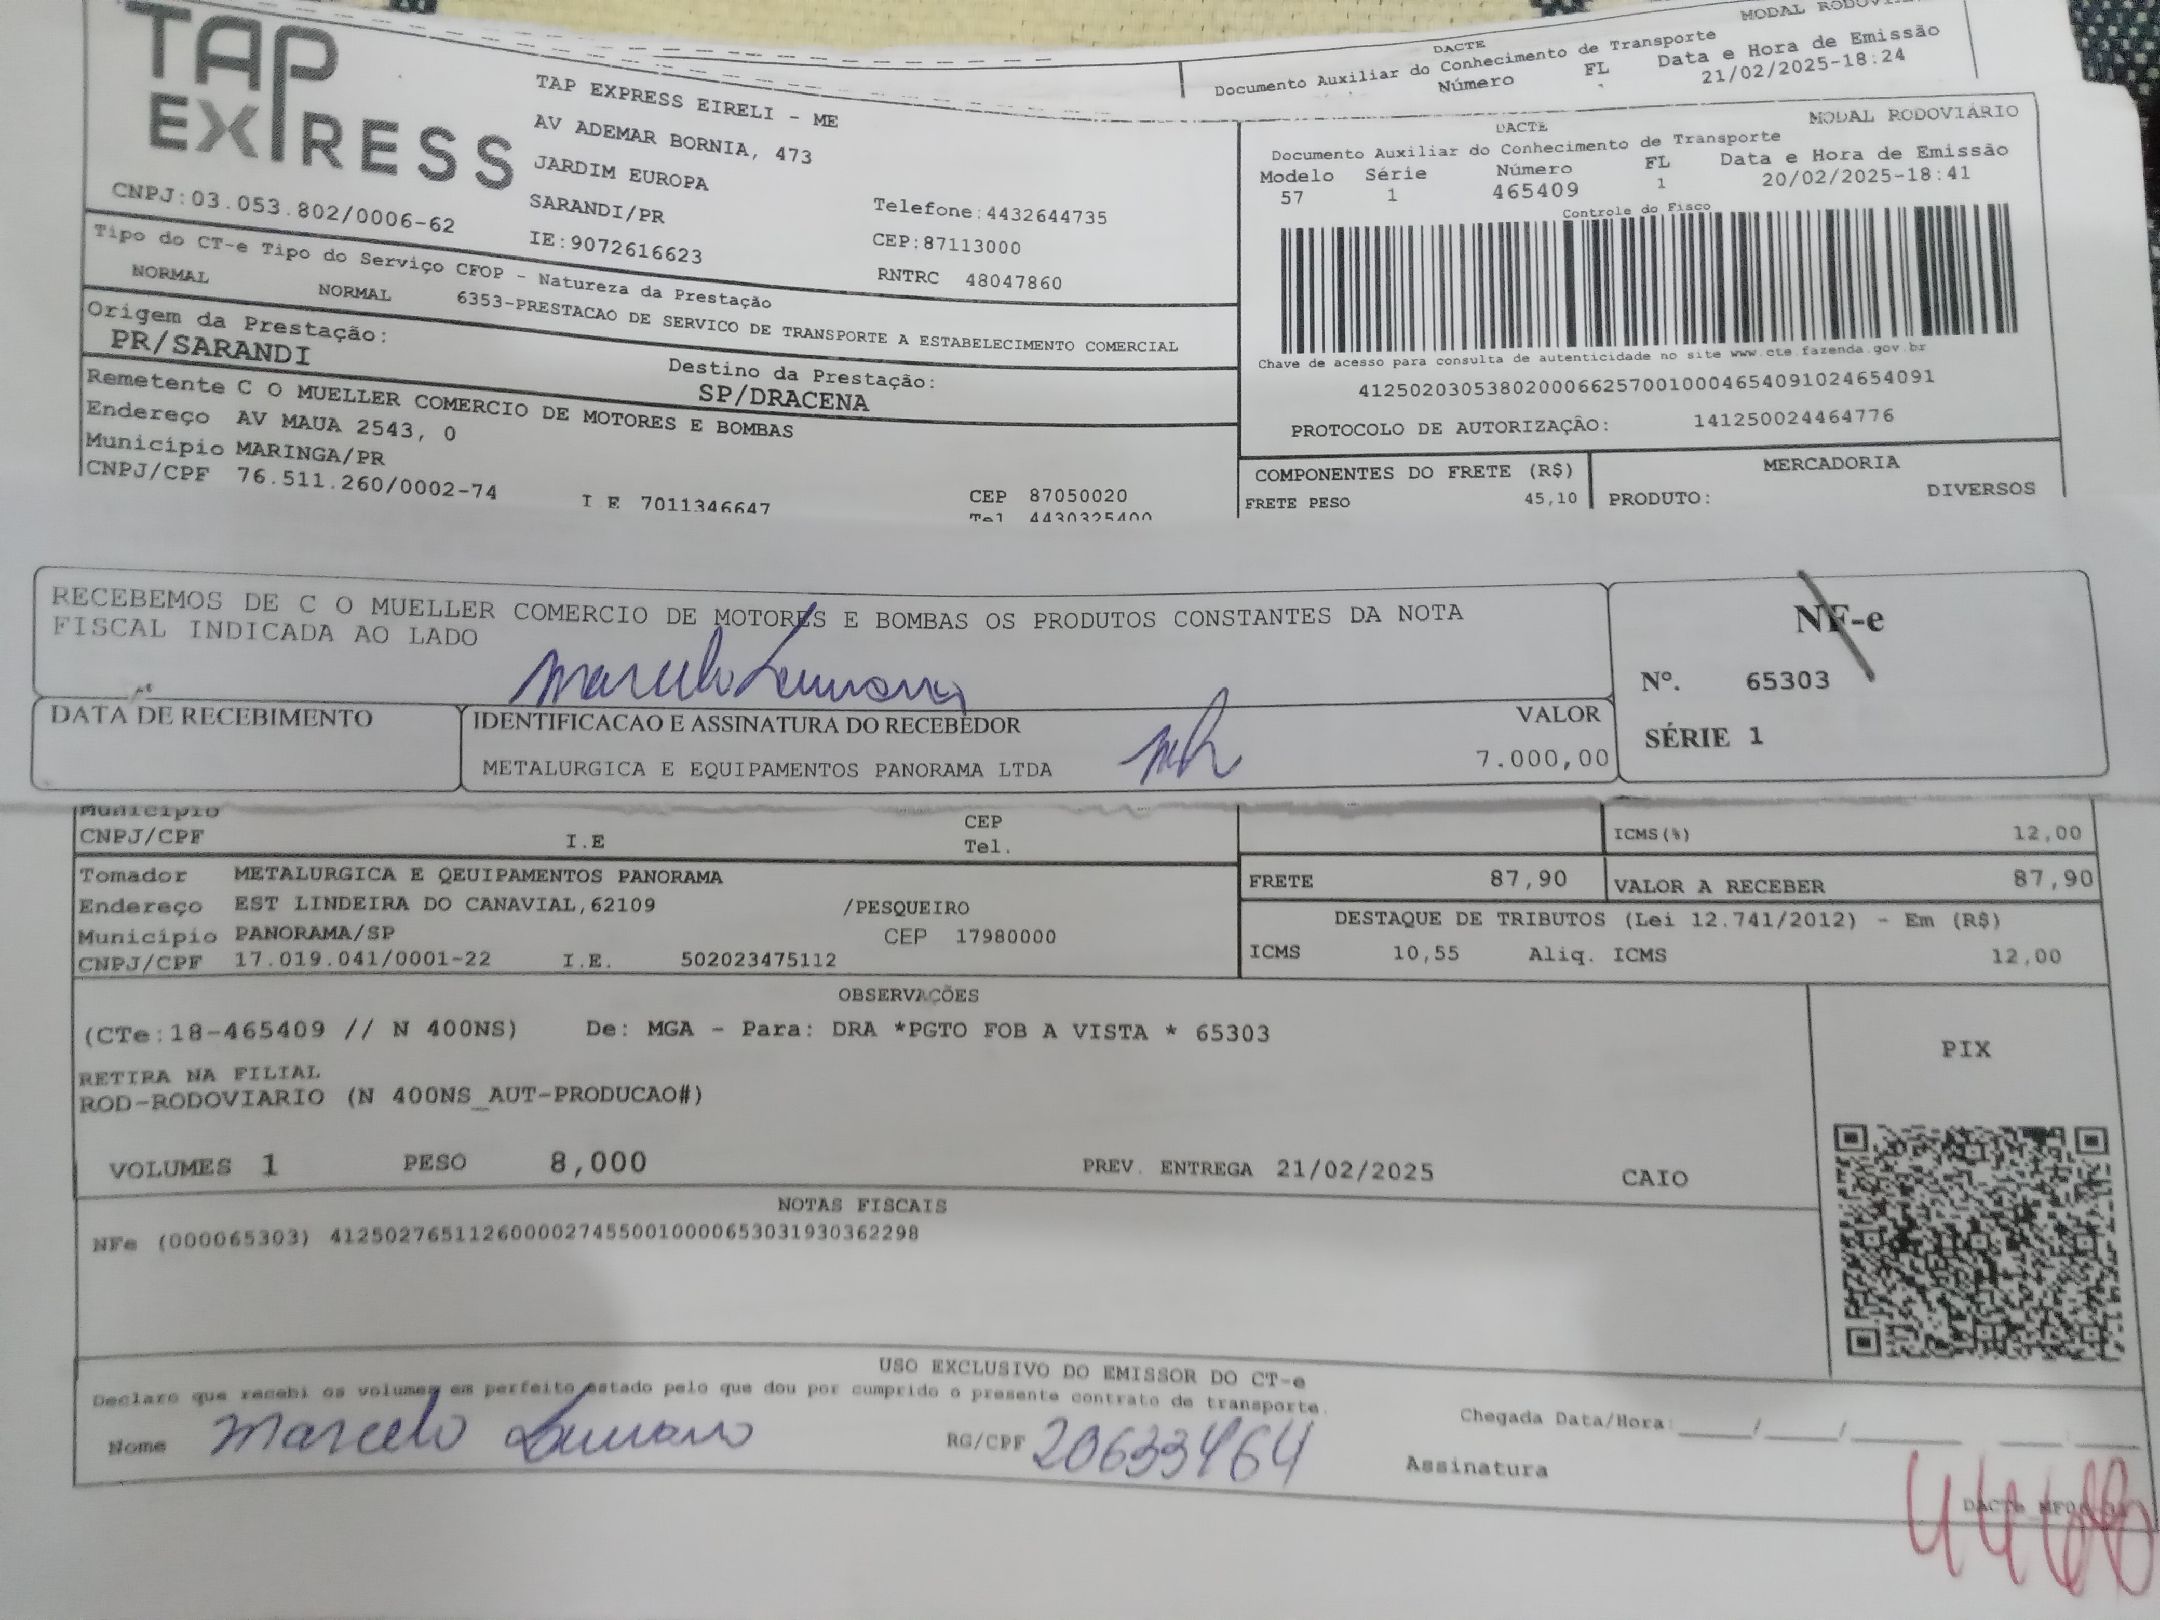 MODAL RODOVI
DACTE
Documento Auxiliar do Conhecimento de Transporte
Número FL Data e Hora de Emissão
21/02/2025-18:24
TAP EXPRESS
TAP EXPRESS EIRELI - ME
AV ADEMAR BORNIA, 473
JARDIM EUROPA
SARANDI/PR
IE:9072616623
Telefone:4432644735
CEP:87113000
RNTRC 48047860
CNPJ:03.053.802/0006-62
MODAL RODOVIÁRIO
DACTE
Documento Auxiliar do Conhecimento de Transporte
Modelo Série Número FL Data e Hora de Emissão
57 1 465409 1 20/02/2025-18:41
Controle do Fisco
Chave de acesso para consulta de autenticidade no site www.cte.fazenda.gov.br
41250203053802000662570010004654091024654091
PROTOCOLO DE AUTORIZAÇÃO: 141250024464776
Tipo do CT-e Tipo do Serviço CFOP - Natureza da Prestação
NORMAL NORMAL 6353-PRESTACAO DE SERVICO DE TRANSPORTE A ESTABELECIMENTO COMERCIAL
Origem da Prestação:
PR/SARANDI
Destino da Prestação:
SP/DRACENA
Remetente C O MUELLER COMERCIO DE MOTORES E BOMBAS
Endereço AV MAUA 2543, 0
Município MARINGA/PR
CNPJ/CPF 76.511.260/0002-74 I E 7011346647
CEP 87050020
Tel 4430325400
COMPONENTES DO FRETE (R$)
FRETE PESO 45,10
MERCADORIA
PRODUTO: DIVERSOS
RECEBEMOS DE C O MUELLER COMERCIO DE MOTORES E BOMBAS OS PRODUTOS CONSTANTES DA NOTA
FISCAL INDICADA AO LADO
DATA DE RECEBIMENTO
IDENTIFICACAO E ASSINATURA DO RECEBEDOR
METALURGICA E EQUIPAMENTOS PANORAMA LTDA
VALOR
7.000,00
NF-e
Nº. 65303
SÉRIE 1
Município
CNPJ/CPF I.E
CEP
Tel.
ICMS(%) 12,00
Tomador METALURGICA E QEUIPAMENTOS PANORAMA
Endereço EST LINDEIRA DO CANAVIAL,62109 /PESQUEIRO
Município PANORAMA/SP CEP 17980000
CNPJ/CPF 17.019.041/0001-22 I.E. 502023475112
FRETE 87,90 VALOR A RECEBER 87,90
DESTAQUE DE TRIBUTOS (Lei 12.741/2012) - Em (R$)
ICMS 10,55 Aliq. ICMS 12,00
OBSERVAÇÕES
(CTe:18-465409 // N 400NS) De: MGA - Para: DRA *PGTO FOB A VISTA * 65303
RETIRA NA FILIAL
ROD-RODOVIARIO (N 400NS_AUT-PRODUCAO#)
PIX
VOLUMES 1 PESO 8,000 PREV. ENTREGA 21/02/2025 CAIO
NOTAS FISCAIS
NFe (000065303) 41250276511260000274550010000653031930362298
USO EXCLUSIVO DO EMISSOR DO CT-e
Declaro que recebi os volumes em perfeito estado pelo que dou por cumprido o presente contrato de transporte.
Nome Marcelo RG/CPF 20633464
Chegada Data/Hora:____/____/____
Assinatura